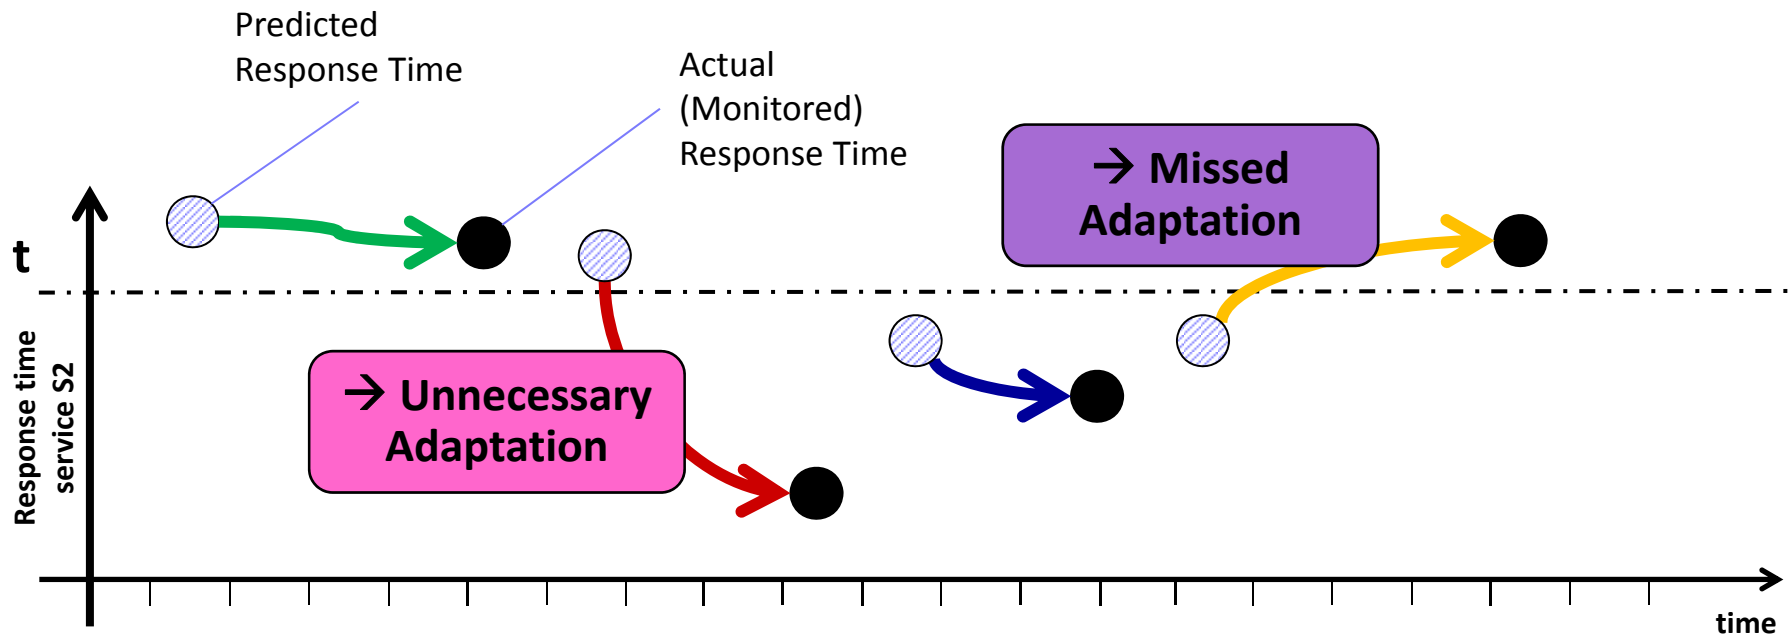 Predicted
Response Time
Actual
(Monitored)
Response Time
→ Missed
Adaptation
t
Response time
service S2
→ Unnecessary
Adaptation
time